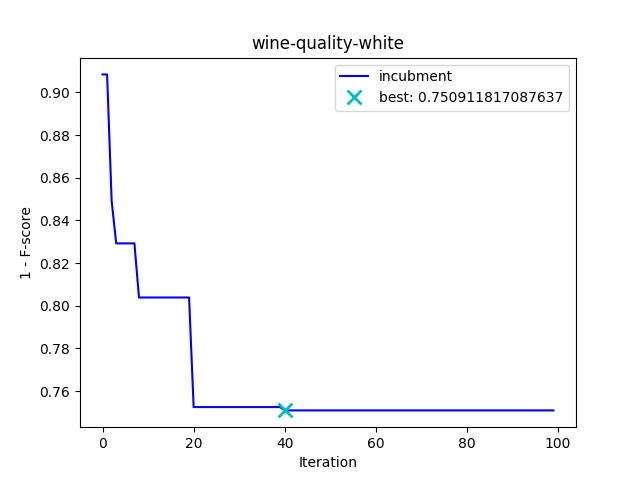 wine-quality-white
incubment
best: 0.750911817087637
1 - F-score
0.90
0.88
0.86
0.84
0.82
0.80
0.78
0.76
0 20 40 60 80 100
Iteration